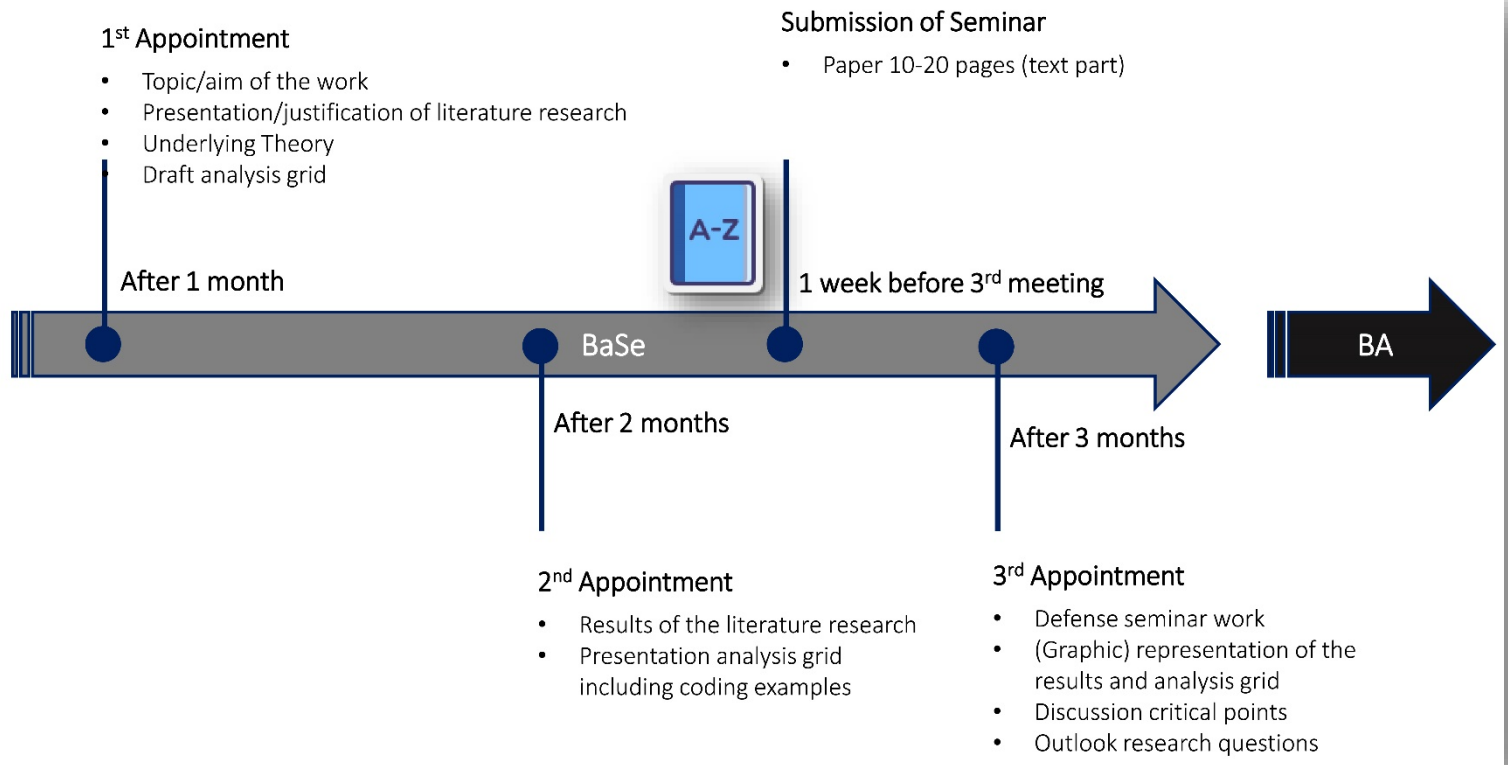 1st Appointment
• Topic/aim of the work
• Presentation/justification of literature research
• Underlying Theory
• Draft analysis grid
After 1 month
Submission of Seminar
• Paper 10-20 pages (text part)
A-Z
1 week before 3rd meeting
BaSe
BA
After 2 months
After 3 months
2nd Appointment
• Results of the literature research
• Presentation analysis grid
including coding examples
3rd Appointment
• Defense seminar work
• (Graphic) representation of the
results and analysis grid
• Discussion critical points
• Outlook research questions